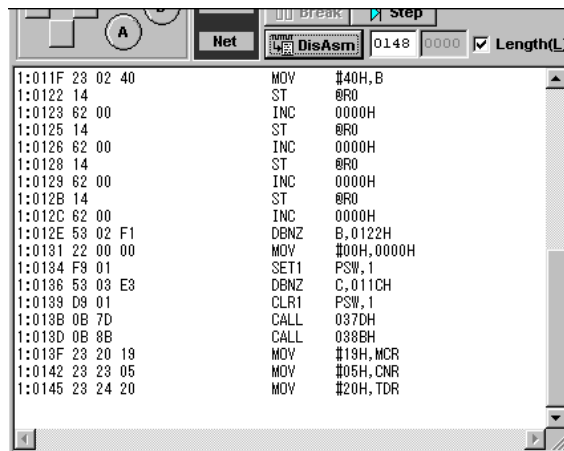 Break Step
A
Net DisAsm 0148 0000 Length(L
1:011F 23 02 40 MOV #40H,B
1:0122 14 ST @R0
1:0123 62 00 INC 0000H
1:0125 14 ST @R0
1:0126 62 00 INC 0000H
1:0128 14 ST @R0
1:0129 62 00 INC 0000H
1:012B 14 ST @R0
1:012C 62 00 INC 0000H
1:012E 53 02 F1 DBNZ B,0122H
1:0131 22 00 00 MOV #00H,0000H
1:0134 F9 01 SET1 PSW,1
1:0136 53 03 E3 DBNZ C,011CH
1:0139 D9 01 CLR1 PSW,1
1:013B 0B 7D CALL 037DH
1:013D 0B 8B CALL 038BH
1:013F 23 20 19 MOV #19H,MCR
1:0142 23 23 05 MOV #05H,CNR
1:0145 23 24 20 MOV #20H,TDR